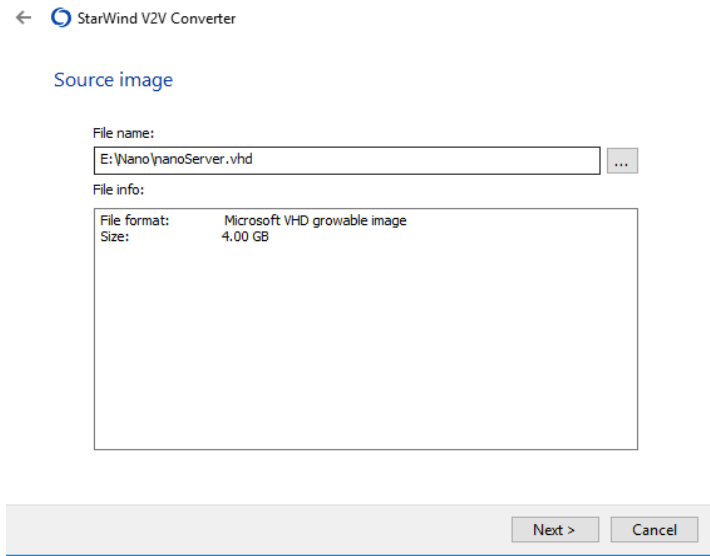 StarWind V2V Converter
Source image
File name:
E:\Nano\nanoServer.vhd
...
File info:
File format: Microsoft VHD growable image
Size: 4.00 GB
Next > Cancel